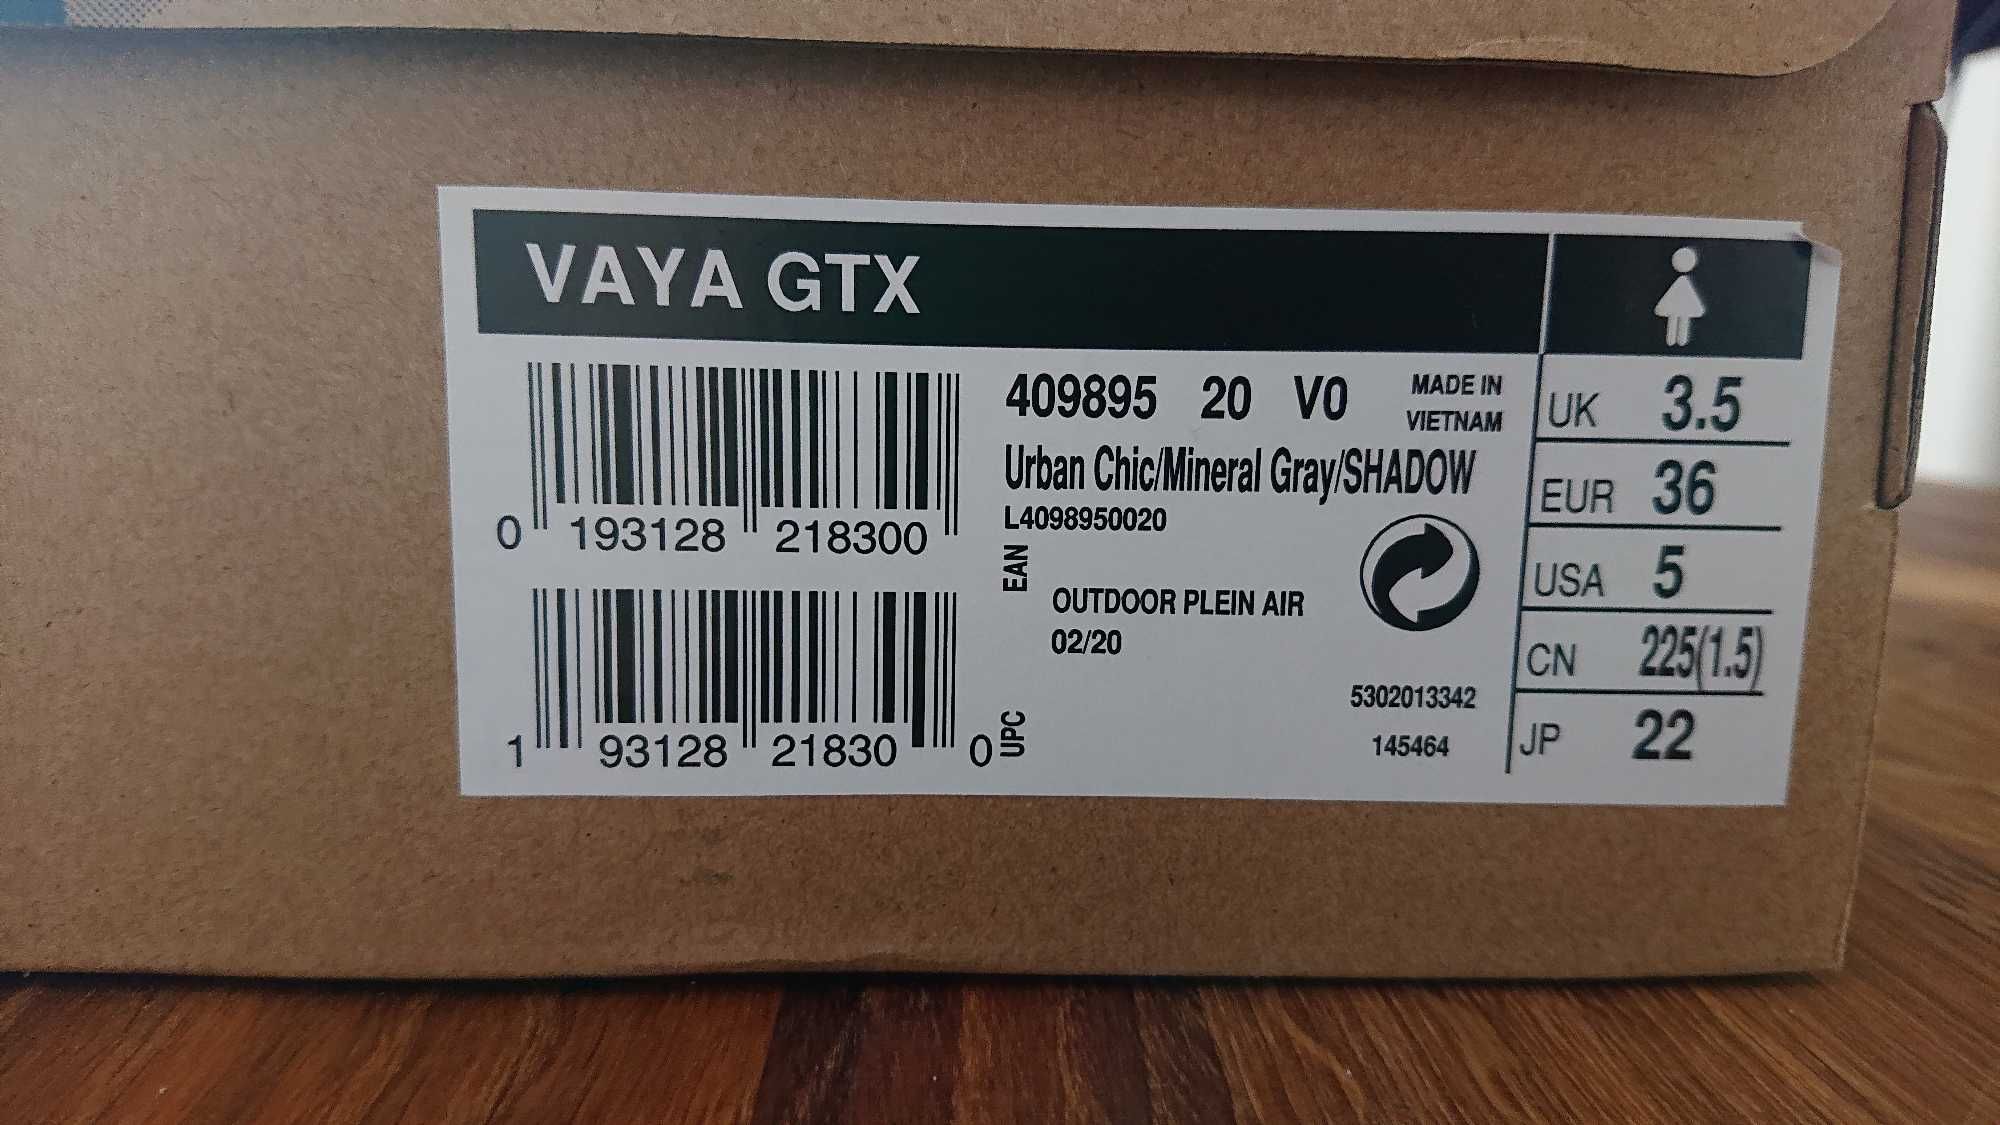 VAYA GTX
409895 20 V0
MADE IN
VIETNAM
Urban Chic/Mineral Gray/SHADOW
L4098950020
0 193128 218300
EAN
OUTDOOR PLEIN AIR
02/20
5302013342
145464
1 93128 21830 0
UPC
UK 3.5
EUR 36
USA 5
CN 225(1.5)
JP 22